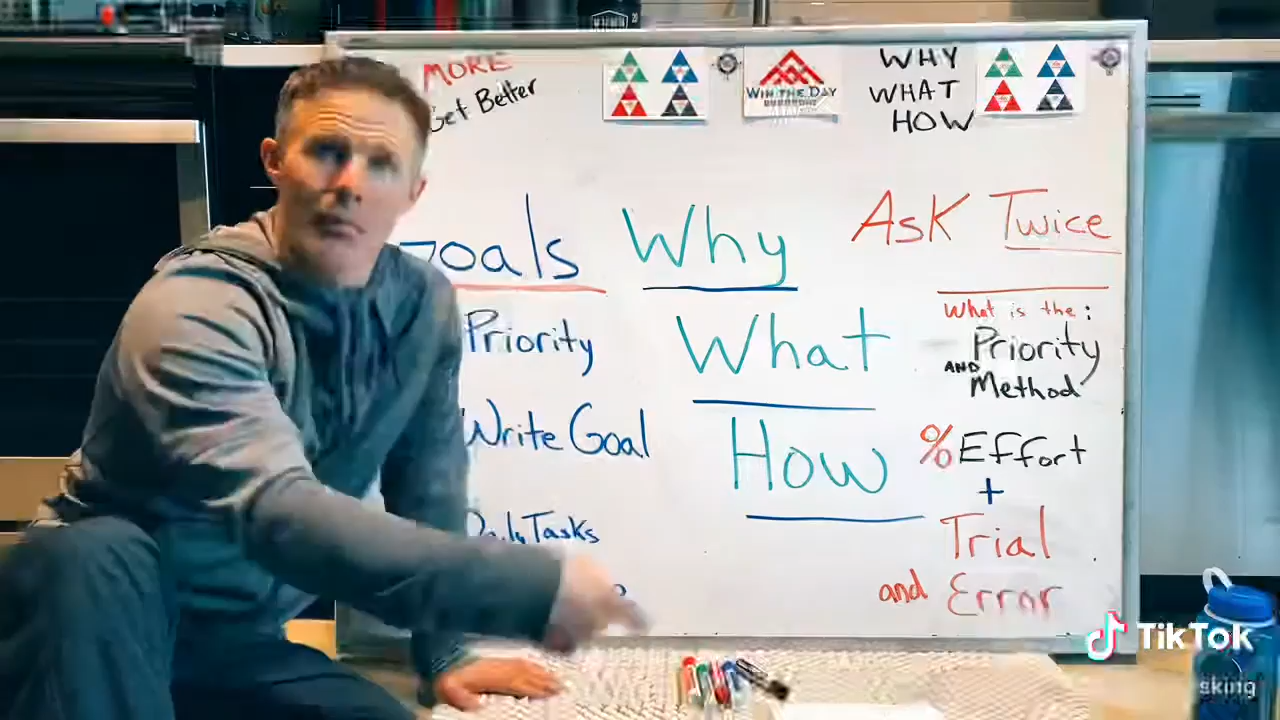 MORE
Get Better
WIN THE DAY
WHY
WHAT
HOW
Goals
Why
ASK Twice
Priority
What
What is the:
Priority
AND
Method
Write Goal
How
% Effort
+
Trial
and Error
Daily Tasks
TikTok
sking